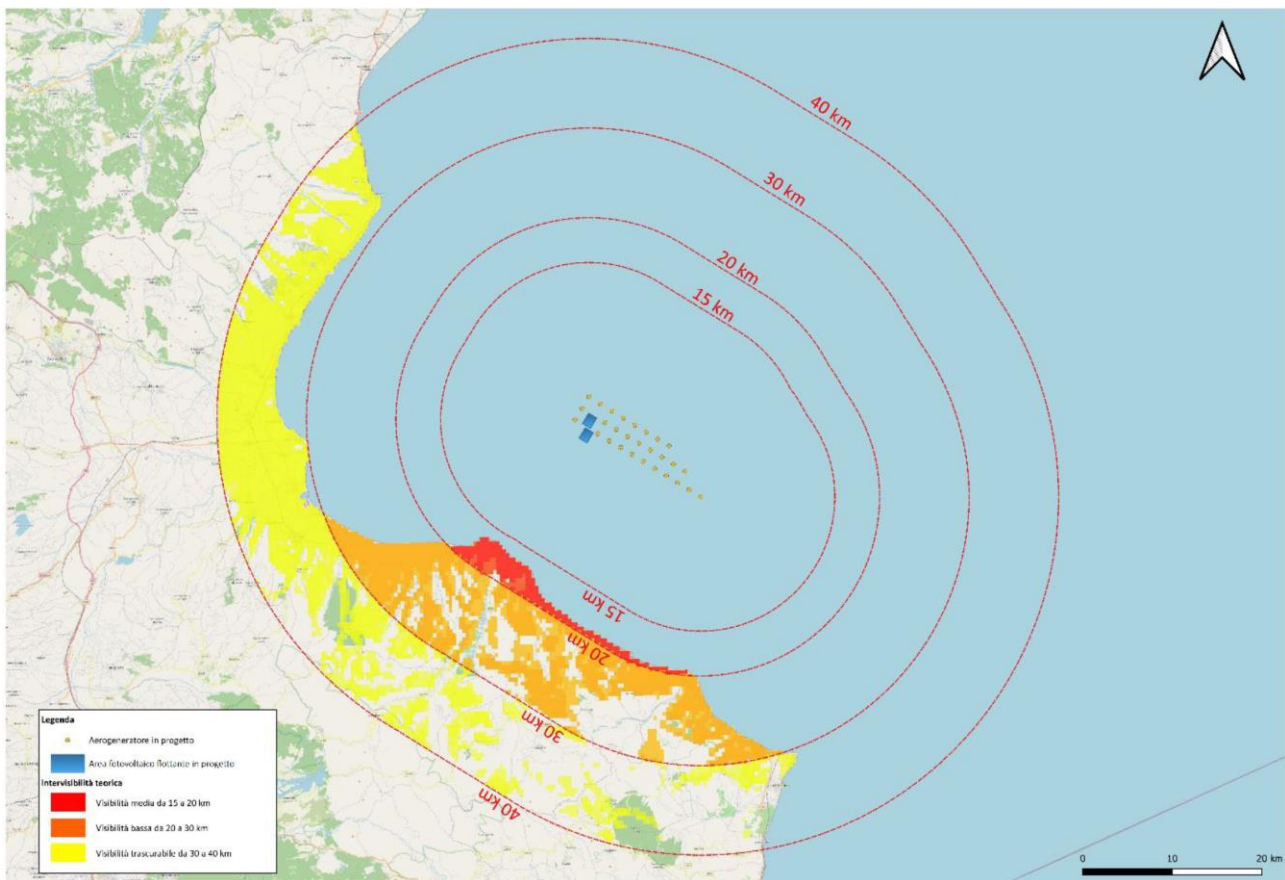 40 km
30 km
20 km
15 km
15 km
20 km
30 km
40 km
Legenda
Aerogeneratore in progetto
Area fotovoltaico flottante in progetto
Intervisibilità teorica
Visibilità media da 15 a 20 km
Visibilità bassa da 20 a 30 km
Visibilità trascurabile da 30 a 40 km
0 10 20 km